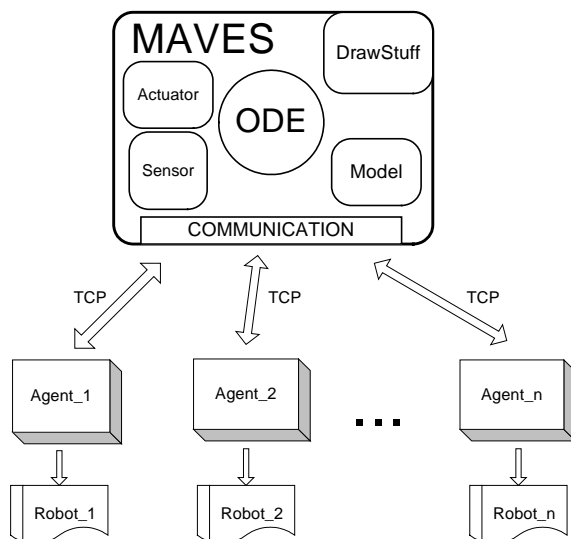 MAVES
DrawStuff
Actuator
ODE
Sensor
Model
COMMUNICATION
TCP
TCP
TCP
Agent_1
Agent_2
...
Agent_n
Robot_1
Robot_2
Robot_n